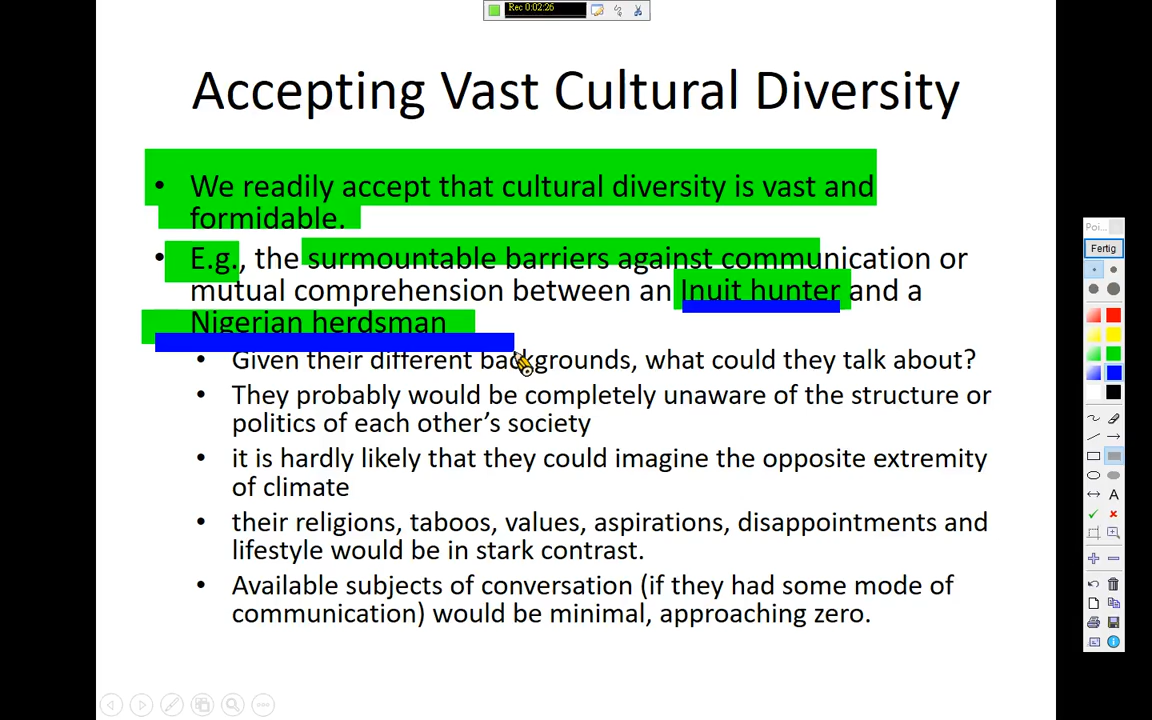 Rec 0:02:26
Accepting Vast Cultural Diversity
• We readily accept that cultural diversity is vast and
formidable.
• E.g., the surmountable barriers against communication or
mutual comprehension between an Inuit hunter and a
Nigerian herdsman
• Given their different backgrounds, what could they talk about?
• They probably would be completely unaware of the structure or
politics of each other’s society
• it is hardly likely that they could imagine the opposite extremity
of climate
• their religions, taboos, values, aspirations, disappointments and
lifestyle would be in stark contrast.
• Available subjects of conversation (if they had some mode of
communication) would be minimal, approaching zero.
Poi...
Fertig
A